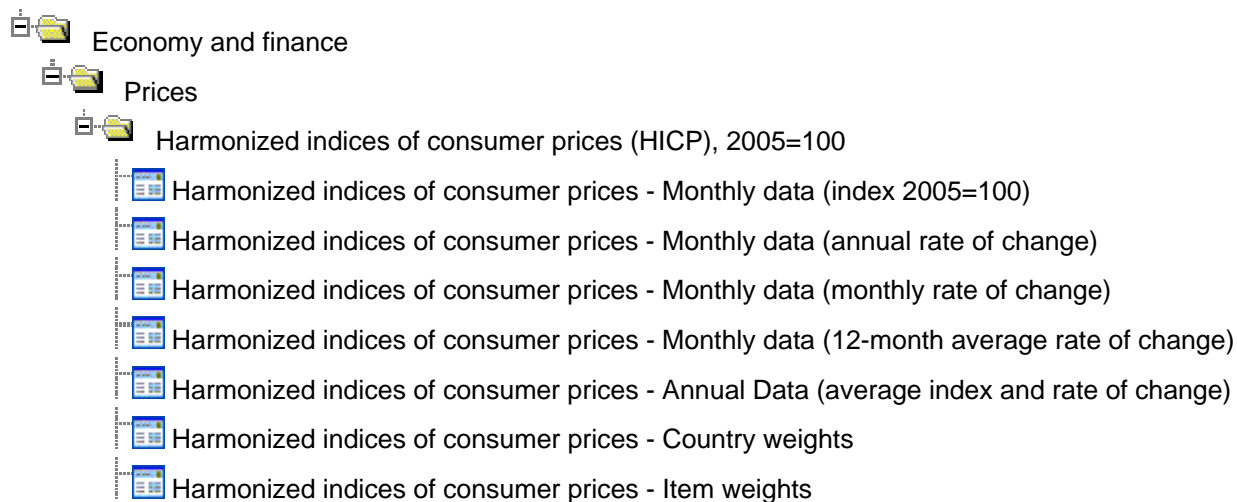 Economy and finance
Prices
Harmonized indices of consumer prices (HICP), 2005=100
Harmonized indices of consumer prices - Monthly data (index 2005=100)
Harmonized indices of consumer prices - Monthly data (annual rate of change)
Harmonized indices of consumer prices - Monthly data (monthly rate of change)
Harmonized indices of consumer prices - Monthly data (12-month average rate of change)
Harmonized indices of consumer prices - Annual Data (average index and rate of change)
Harmonized indices of consumer prices - Country weights
Harmonized indices of consumer prices - Item weights